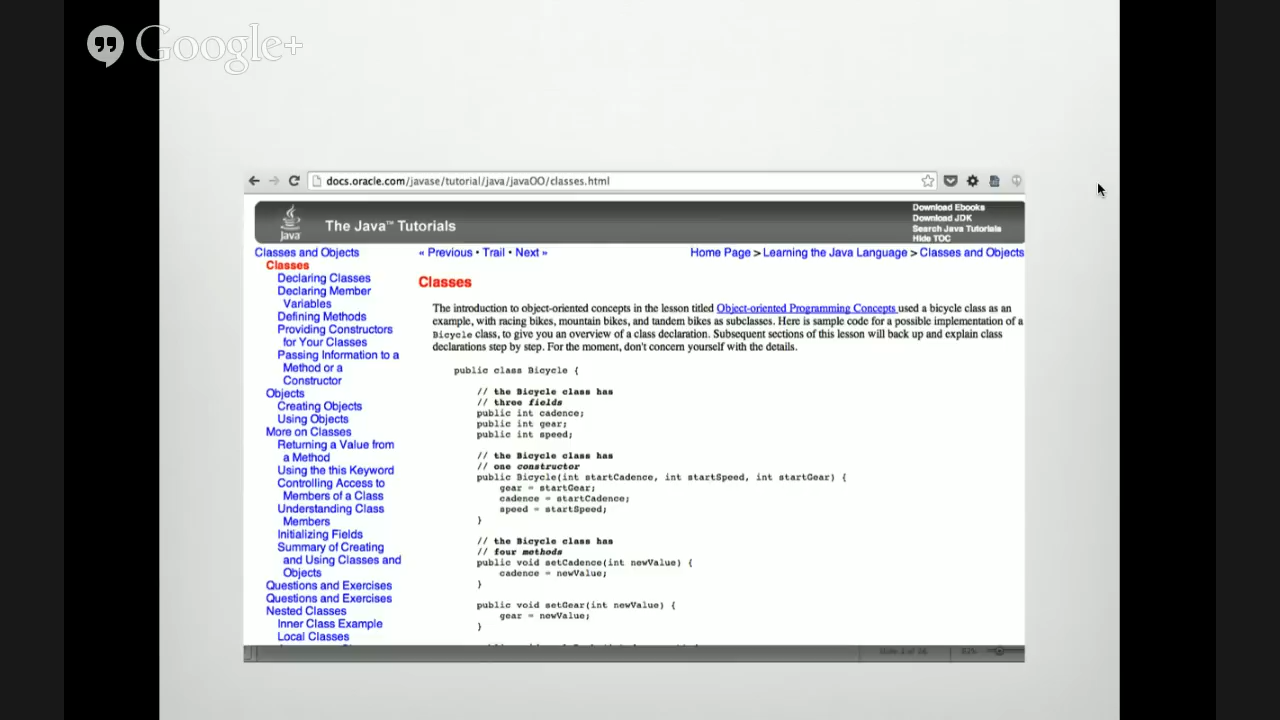 Google+
docs.oracle.com/javase/tutorial/java/javaOO/classes.html
Java
The Java™ Tutorials
Download Ebooks
Download JDK
Search Java Tutorials
Hide TOC
Classes and Objects
Classes
Declaring Classes
Declaring Member
Variables
Defining Methods
Providing Constructors
for Your Classes
Passing Information to a
Method or a
Constructor
Objects
Creating Objects
Using Objects
More on Classes
Returning a Value from
a Method
Using the this Keyword
Controlling Access to
Members of a Class
Understanding Class
Members
Initializing Fields
Summary of Creating
and Using Classes and
Objects
Questions and Exercises
Questions and Exercises
Nested Classes
Inner Class Example
Local Classes
« Previous • Trail • Next »
Home Page > Learning the Java Language > Classes and Objects
Classes
The introduction to object-oriented concepts in the lesson titled Object-oriented Programming Concepts used a bicycle class as an
example, with racing bikes, mountain bikes, and tandem bikes as subclasses. Here is sample code for a possible implementation of a
Bicycle class, to give you an overview of a class declaration. Subsequent sections of this lesson will back up and explain class
declarations step by step. For the moment, don't concern yourself with the details.
public class Bicycle {
// the Bicycle class has
// three fields
public int cadence;
public int gear;
public int speed;
// the Bicycle class has
// one constructor
public Bicycle(int startCadence, int startSpeed, int startGear) {
gear = startGear;
cadence = startCadence;
speed = startSpeed;
}
// the Bicycle class has
// four methods
public void setCadence(int newValue) {
cadence = newValue;
}
public void setGear(int newValue) {
gear = newValue;
}